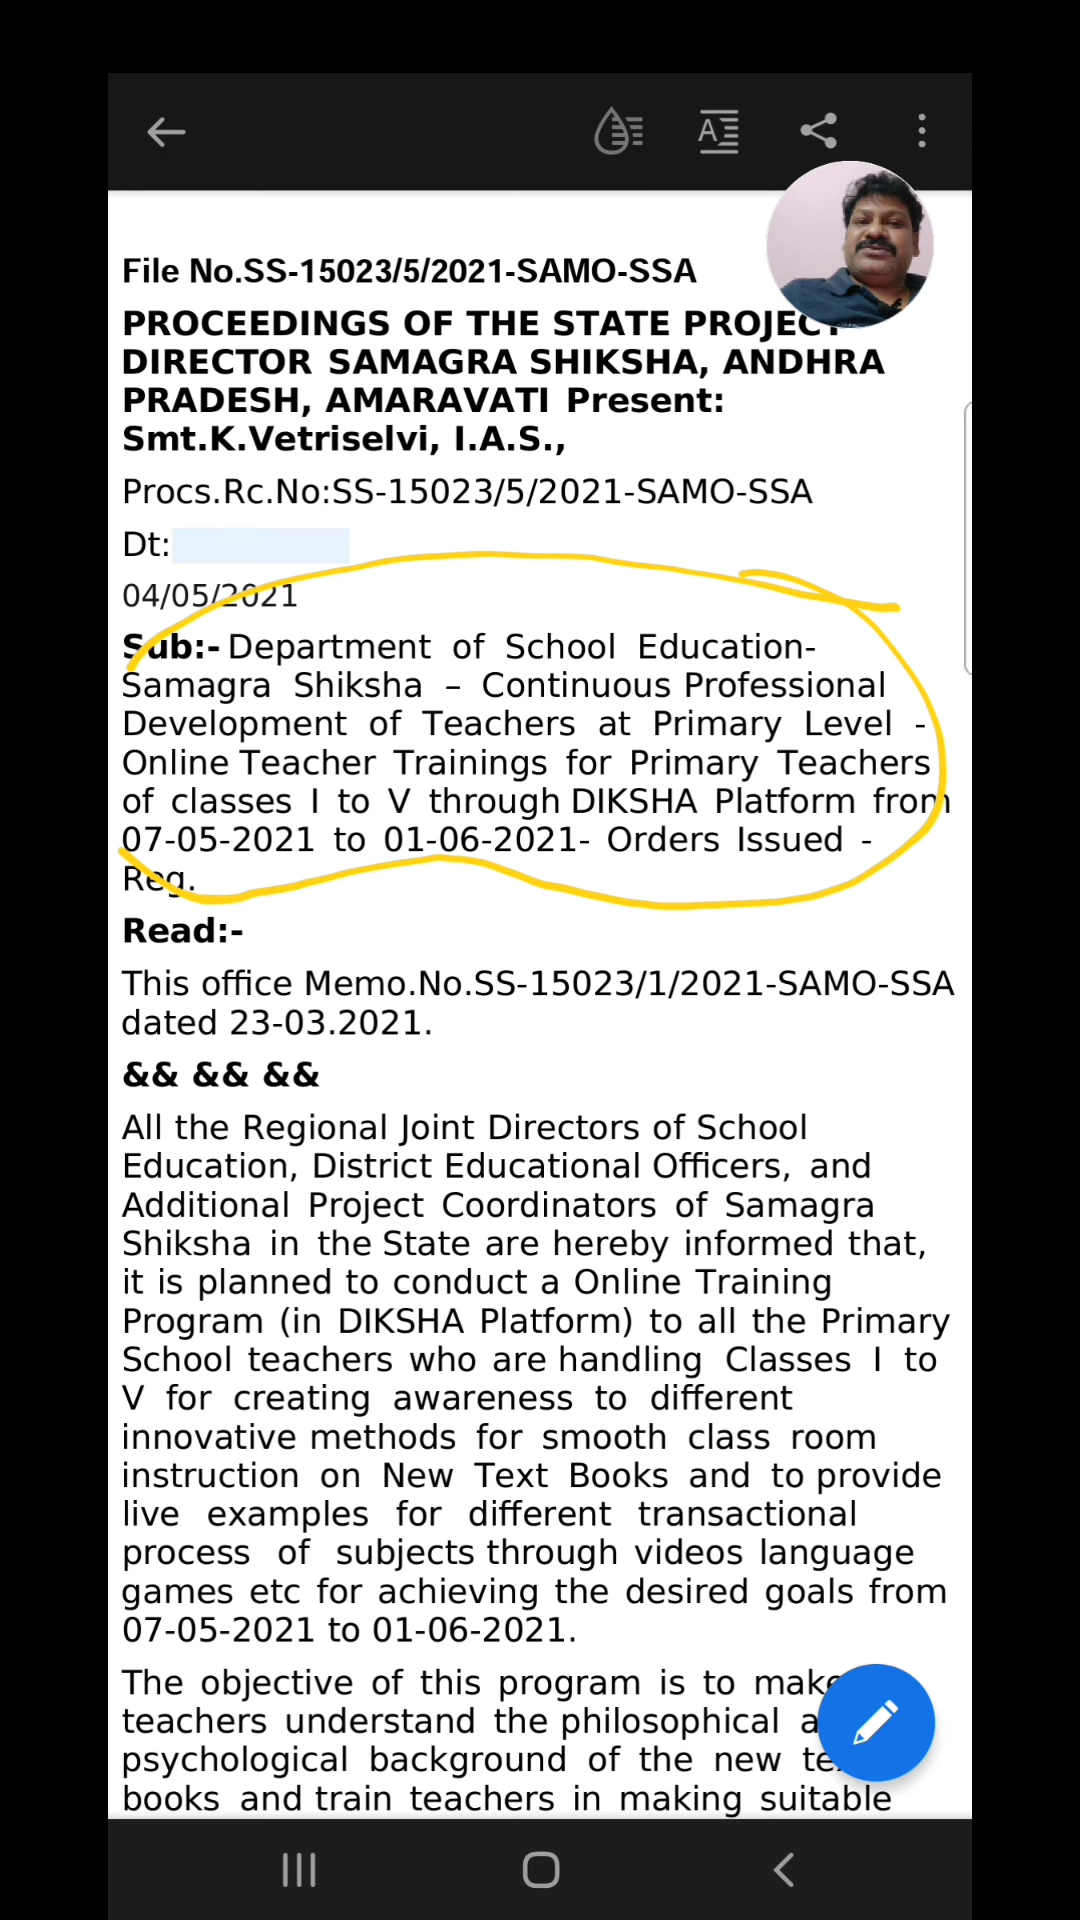 File No.SS-15023/5/2021-SAMO-SSA
PROCEEDINGS OF THE STATE PROJECT
DIRECTOR SAMAGRA SHIKSHA, ANDHRA
PRADESH, AMARAVATI Present:
Smt.K.Vetriselvi, I.A.S.,
Procs.Rc.No:SS-15023/5/2021-SAMO-SSA
Dt:
04/05/2021
Sub:- Department of School Education-
Samagra Shiksha – Continuous Professional
Development of Teachers at Primary Level -
Online Teacher Trainings for Primary Teachers
of classes I to V through DIKSHA Platform from
07-05-2021 to 01-06-2021- Orders Issued -
Reg.
Read:-
This office Memo.No.SS-15023/1/2021-SAMO-SSA
dated 23-03.2021.
&& && &&
All the Regional Joint Directors of School
Education, District Educational Officers, and
Additional Project Coordinators of Samagra
Shiksha in the State are hereby informed that,
it is planned to conduct a Online Training
Program (in DIKSHA Platform) to all the Primary
School teachers who are handling Classes I to
V for creating awareness to different
innovative methods for smooth class room
instruction on New Text Books and to provide
live examples for different transactional
process of subjects through videos language
games etc for achieving the desired goals from
07-05-2021 to 01-06-2021.
The objective of this program is to make
teachers understand the philosophical
psychological background of the new
books and train teachers in making suitable